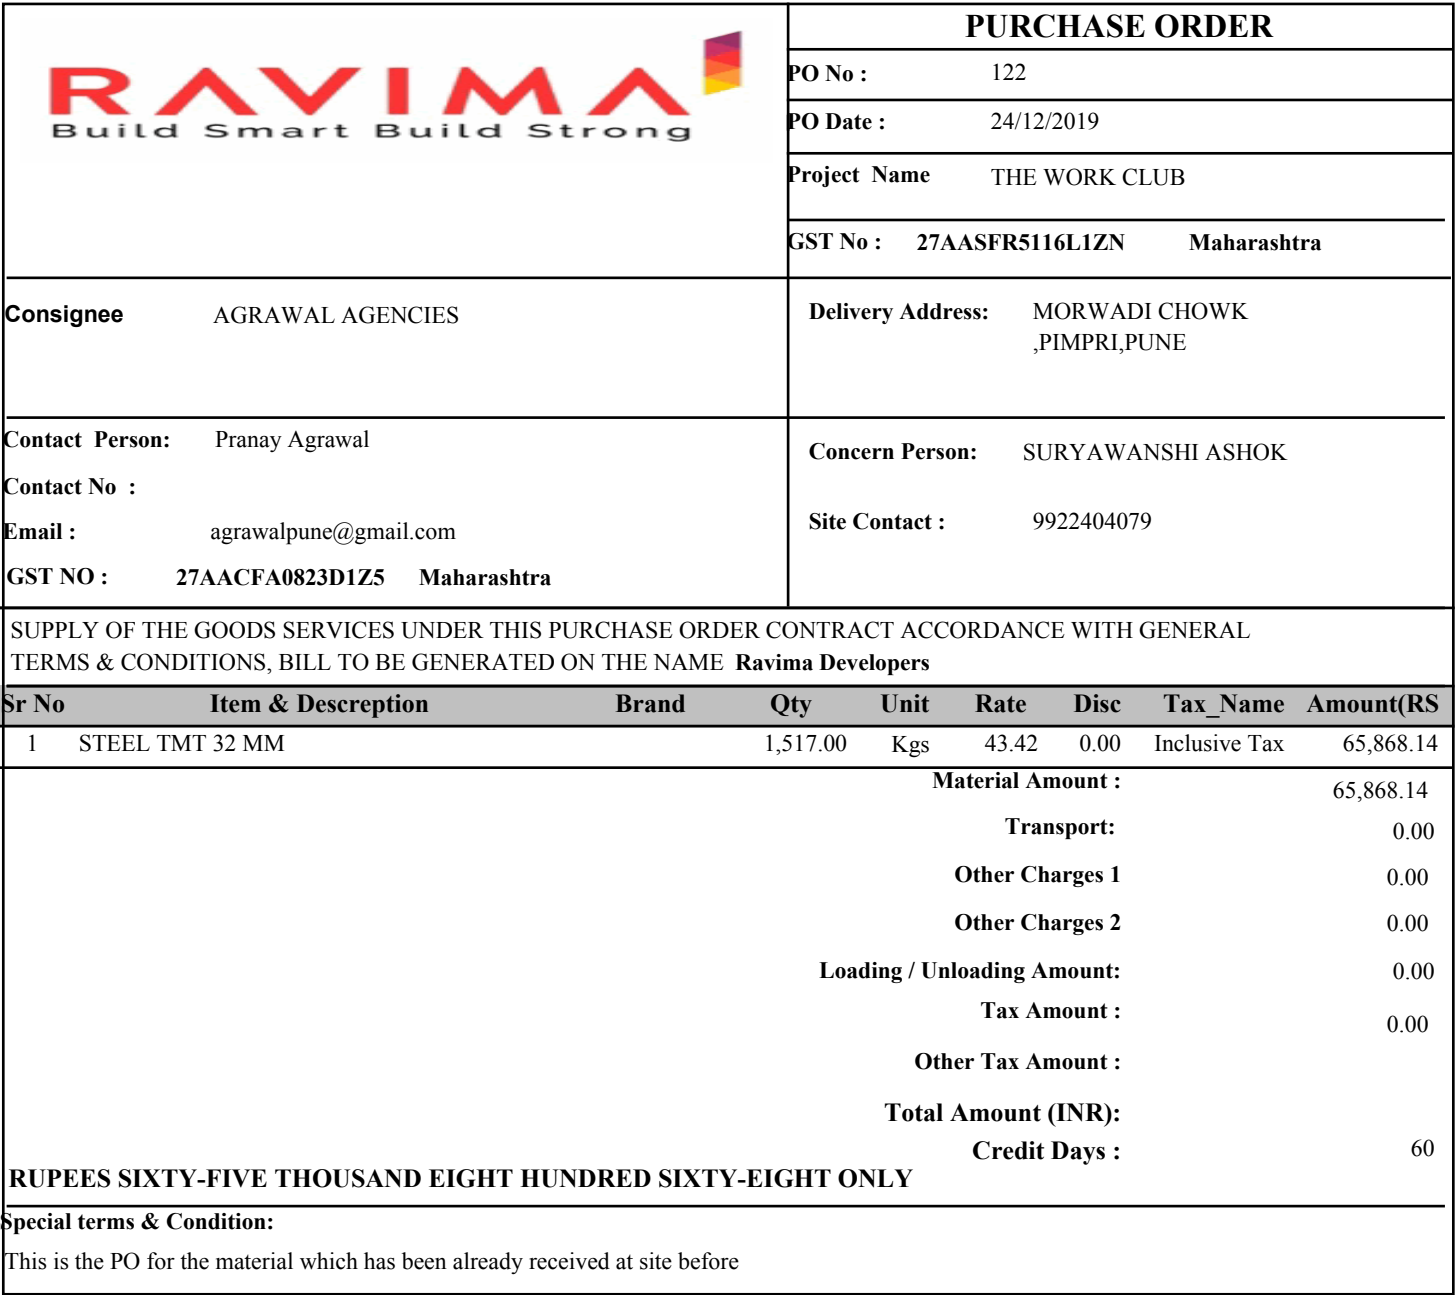 RAVIMA
Build Smart Build Strong
PURCHASE ORDER
PO No : 122
PO Date : 24/12/2019
Project Name THE WORK CLUB
GST No : 27AASFR5116L1ZN Maharashtra
Consignee AGRAWAL AGENCIES
Delivery Address: MORWADI CHOWK
,PIMPRI,PUNE
Contact Person: Pranay Agrawal
Contact No :
Email : agrawalpune@gmail.com
GST NO : 27AACFA0823D1Z5 Maharashtra
Concern Person: SURYAWANSHI ASHOK
Site Contact : 9922404079
SUPPLY OF THE GOODS SERVICES UNDER THIS PURCHASE ORDER CONTRACT ACCORDANCE WITH GENERAL
TERMS & CONDITIONS, BILL TO BE GENERATED ON THE NAME Ravima Developers
Sr No Item & Descreption Brand Qty Unit Rate Disc Tax_Name Amount(RS
1 STEEL TMT 32 MM 1,517.00 Kgs 43.42 0.00 Inclusive Tax 65,868.14
Material Amount : 65,868.14
Transport: 0.00
Other Charges 1 0.00
Other Charges 2 0.00
Loading / Unloading Amount: 0.00
Tax Amount : 0.00
Other Tax Amount :
Total Amount (INR):
Credit Days : 60
RUPEES SIXTY-FIVE THOUSAND EIGHT HUNDRED SIXTY-EIGHT ONLY
Special terms & Condition:
This is the PO for the material which has been already received at site before